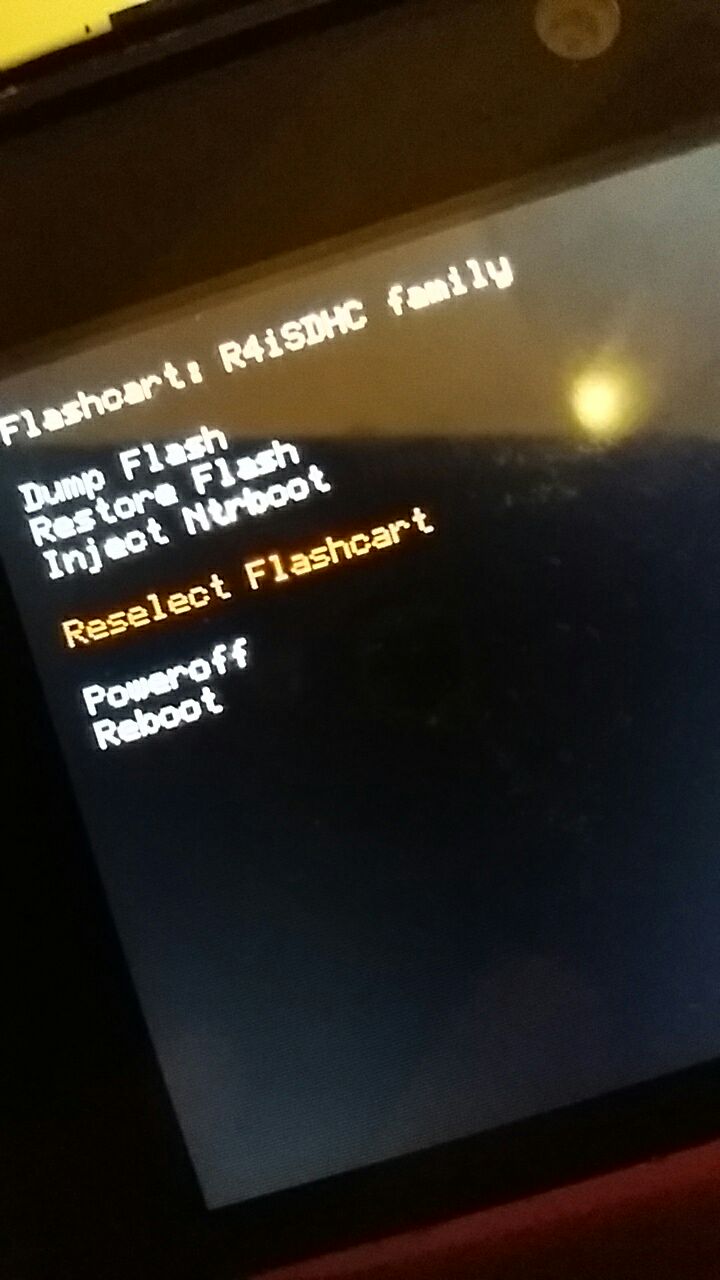 Flashcart: R4iSDHC family
Dump Flash
Restore Flash
Inject Ntrboot
Reselect Flashcart
Poweroff
Reboot